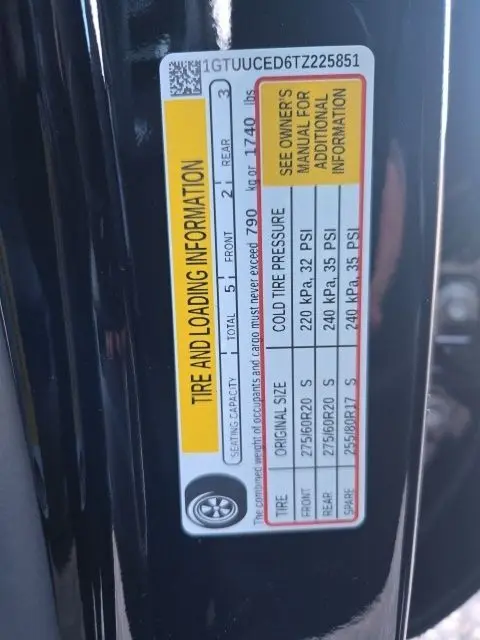 1GTUUCED6TZ225851
TIRE AND LOADING INFORMATION
SEATING CAPACITY TOTAL 5 FRONT 2 REAR 3
The combined weight of occupants and cargo must never exceed 790 kg or 1740 lbs
TIRE ORIGINAL SIZE COLD TIRE PRESSURE
FRONT 275/60R20 S 220 kPa, 32 PSI
REAR 275/60R20 S 240 kPa, 35 PSI
SPARE 255/80R17 S 240 kPa, 35 PSI
SEE OWNER'S
MANUAL FOR
ADDITIONAL
INFORMATION